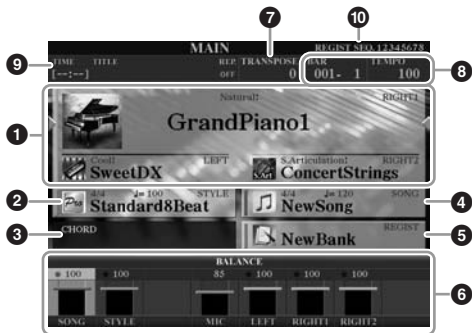 7 10
MAIN REGIST SEQ. 12345678
9 TIME TITLE REP. TRANSPOSE BAR TEMPO 8
[--:--] OFF 0 001- 1 100
1 Natural! RIGHT1
GrandPiano1
Cool! LEFT S.Articulation! RIGHT2
SweetDX S.Art ConcertStrings
2 Pro 4/4 ♩= 100 STYLE 4/4 ♩= 120 SONG 4
Standard8Beat NewSong
3 CHORD REGIST 5
NewBank
BALANCE
100 100 85 100 100 100 6
SONG STYLE MIC LEFT RIGHT1 RIGHT2